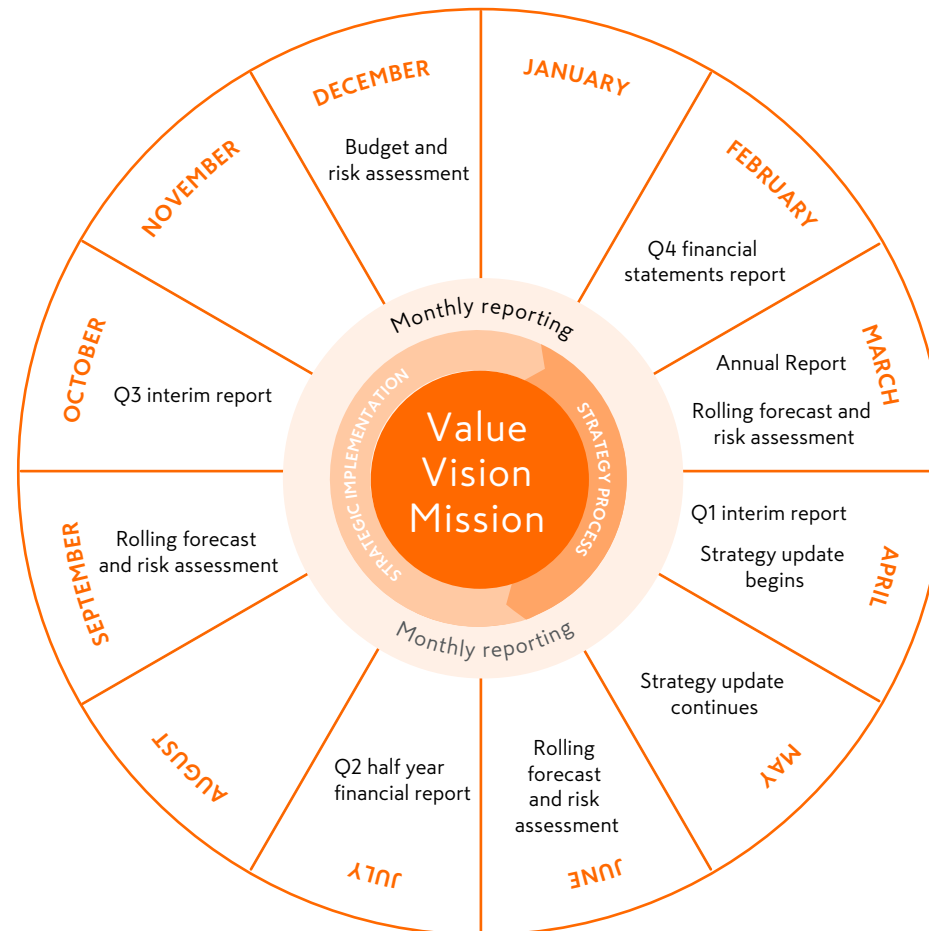 JANUARY
FEBRUARY
Q4 financial
statements report
MARCH
Annual Report
Rolling forecast and
risk assessment
APRIL
Q1 interim report
Strategy update
begins
MAY
Strategy update
continues
JUNE
Rolling
forecast
and risk
assessment
JULY
Q2 half year
financial report
AUGUST
SEPTEMBER
Rolling forecast
and risk assessment
OCTOBER
Q3 interim report
NOVEMBER
DECEMBER
Budget and
risk assessment
Monthly reporting
STRATEGIC IMPLEMENTATION
STRATEGY PROCESS
Value
Vision
Mission
Monthly reporting